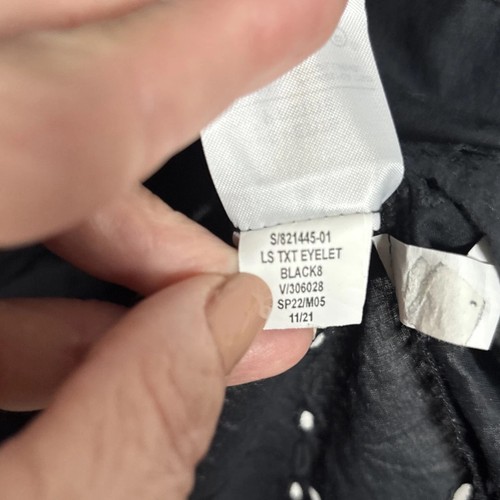 S/821445-01
LS TXT EYELET
BLACK8
V/306028
SP22/M05
11/21